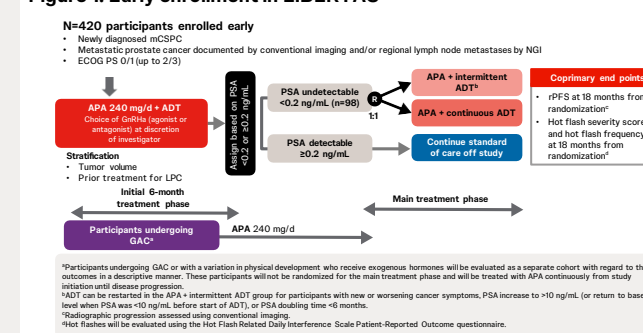 N=420 participants enrolled early
• Newly diagnosed mCSPC
• Metastatic prostate cancer documented by conventional imaging and/or regional lymph node metastases by NGI
• ECOG PS 0/1 (up to 2/3)
APA 240 mg/d + ADT
Choice of GnRHa (agonist or
antagonist) at discretion
of investigator
Stratification
• Tumor volume
• Prior treatment for LPC
Assign based on PSA
<0.2 or ≥0.2 ng/mL
PSA undetectable
<0.2 ng/mL (n=98)
PSA detectable
≥0.2 ng/mL
R
1:1
APA + intermittent
ADTᵇ
APA + continuous ADT
Continue standard
of care off study
Coprimary end points
• rPFS at 18 months from
randomizationᶜ
• Hot flash severity score
and hot flash frequency
at 18 months from
randomizationᵈ
Initial 6-month
treatment phase
Main treatment phase
Participants undergoing
GACᵃ
APA 240 mg/d
ᵃParticipants undergoing GAC or with a variation in physical development who receive exogenous hormones will be evaluated as a separate cohort with regard to
outcomes in a descriptive manner. These participants will not be randomized for the main treatment phase and will be treated with APA continuously from study
initiation until disease progression.
ᵇADT can be restarted in the APA + intermittent ADT group for participants with new or worsening cancer symptoms, PSA increase to >10 ng/mL (or return to
level when PSA was <10 ng/mL before start of ADT), or PSA doubling time <6 months.
ᶜRadiographic progression assessed using conventional imaging.
ᵈHot flashes will be evaluated using the Hot Flash Related Daily Interference Scale Patient-Reported Outcome questionnaire.